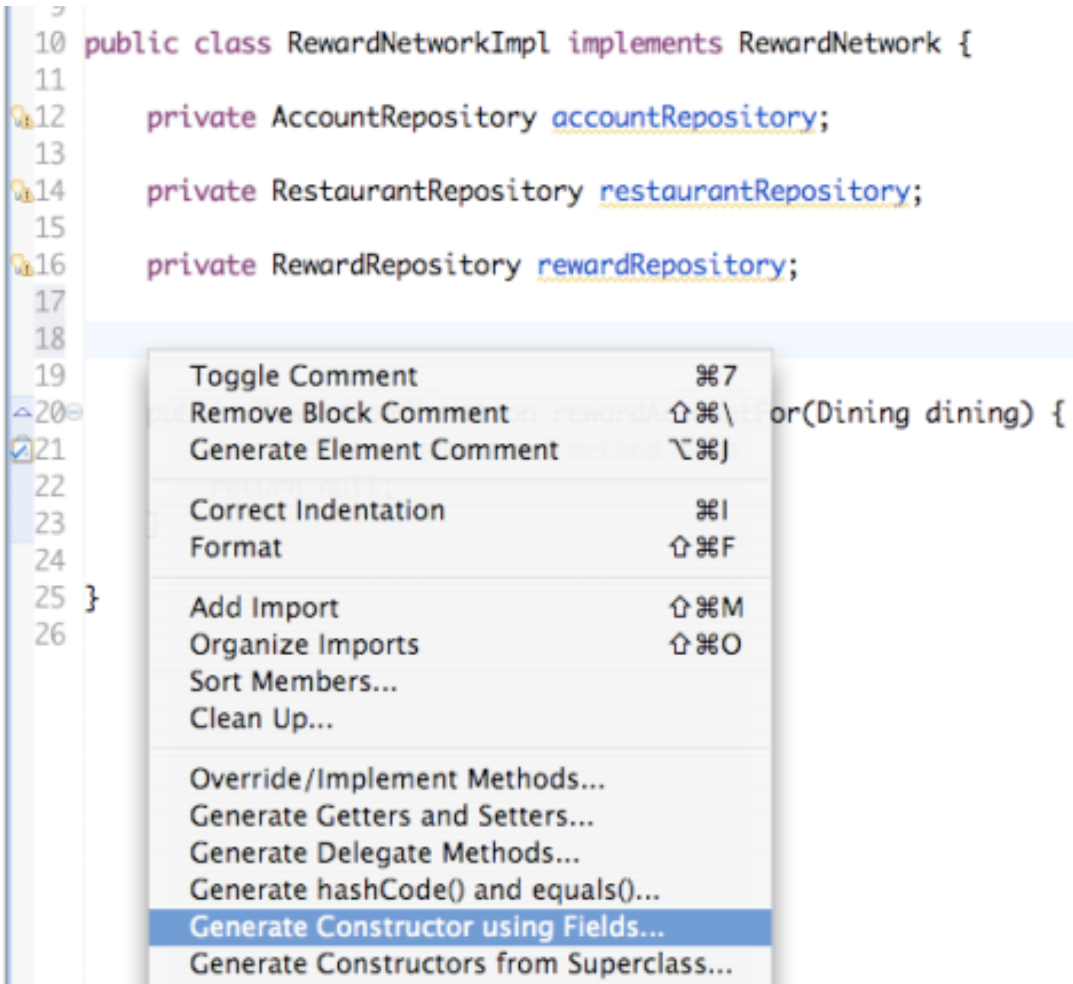 9
10 public class RewardNetworkImpl implements RewardNetwork {
11
12 private AccountRepository accountRepository;
13
14 private RestaurantRepository restaurantRepository;
15
16 private RewardRepository rewardRepository;
17
18
19
20 or(Dining dining) {
21
22 return null;
23 }
24
25 }
26
Toggle Comment ⌘7
Remove Block Comment ⇧⌘\
Generate Element Comment ⌥⌘J
Correct Indentation ⌘I
Format ⇧⌘F
Add Import ⇧⌘M
Organize Imports ⇧⌘O
Sort Members...
Clean Up...
Override/Implement Methods...
Generate Getters and Setters...
Generate Delegate Methods...
Generate hashCode() and equals()...
Generate Constructor using Fields...
Generate Constructors from Superclass...